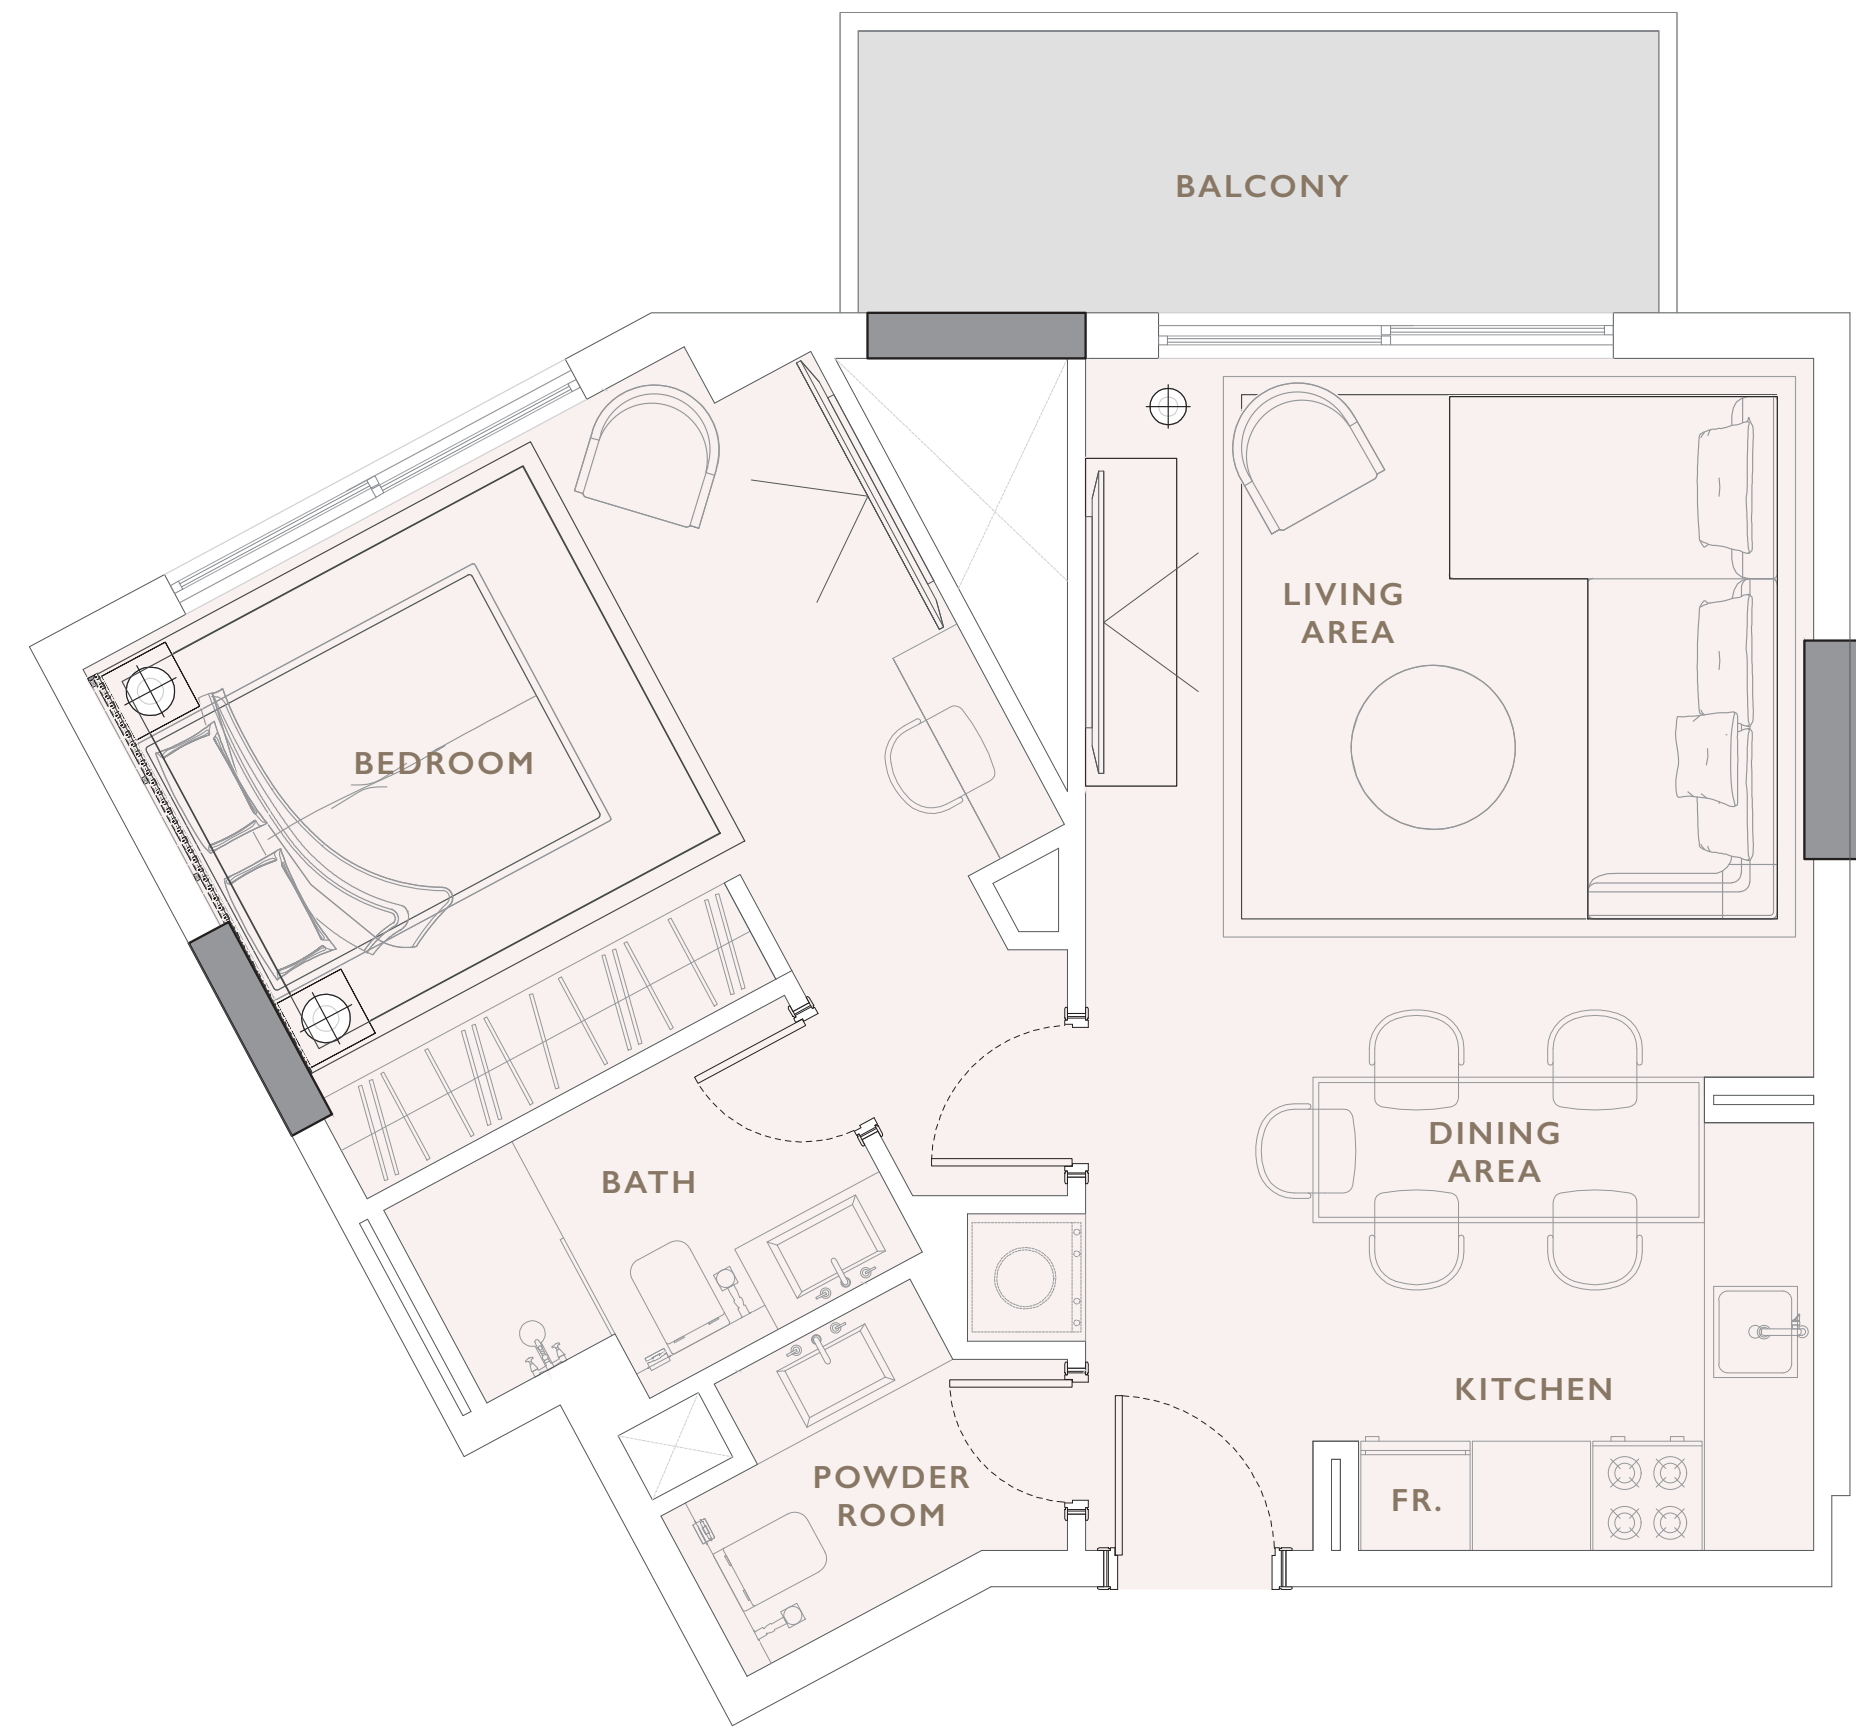 BALCONY
LIVING
AREA
BEDROOM
DINING
AREA
BATH
KITCHEN
POWDER
ROOM
FR.